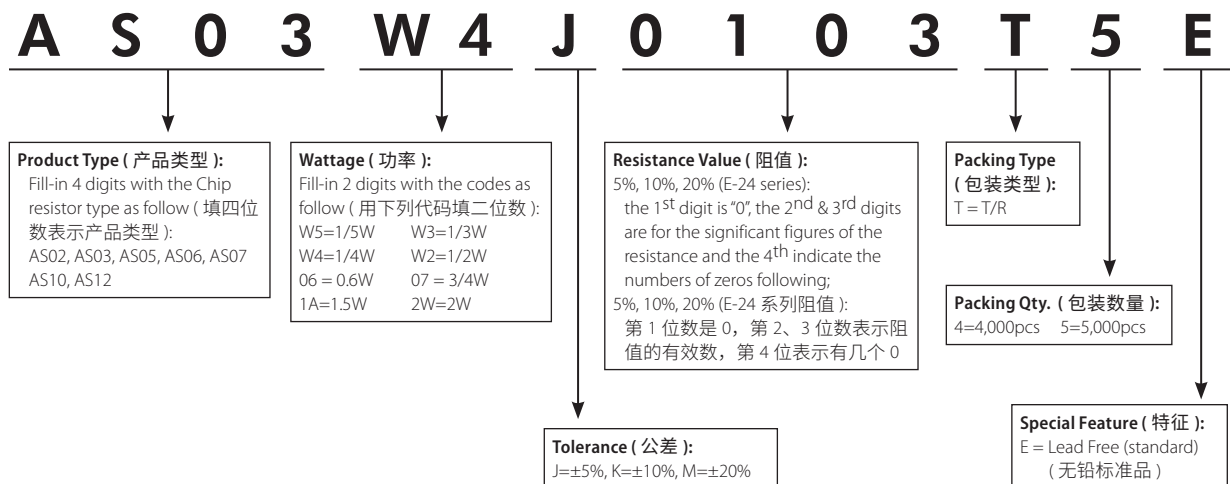 A S 0 3 W 4 J 0 1 0 3 T 5 E
Product Type ( 产品类型 ):
Fill-in 4 digits with the Chip
resistor type as follow ( 填四位
数表示产品类型 ):
AS02, AS03, AS05, AS06, AS07
AS10, AS12
Wattage ( 功率 ):
Fill-in 2 digits with the codes as
follow ( 用下列代码填二位数 ):
W5=1/5W W3=1/3W
W4=1/4W W2=1/2W
06 = 0.6W 07 = 3/4W
1A=1.5W 2W=2W
Resistance Value ( 阻值 ):
5%, 10%, 20% (E-24 series):
the 1st digit is "0", the 2nd & 3rd digits
are for the significant figures of the
resistance and the 4th indicate the
numbers of zeros following;
5%, 10%, 20% (E-24 系列阻值 ):
第 1 位数是 0，第 2、3 位数表示阻
值的有效数，第 4 位表示有几个 0
Packing Type
( 包装类型 ):
T = T/R
Packing Qty. ( 包装数量 ):
4=4,000pcs 5=5,000pcs
Tolerance ( 公差 ):
J=±5%, K=±10%, M=±20%
Special Feature ( 特征 ):
E = Lead Free (standard)
( 无铅标准品 )